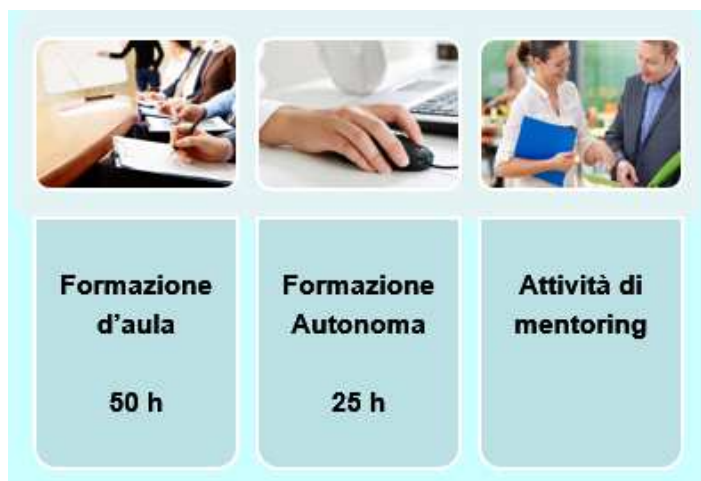 Formazione
d'aula
50 h
Formazione
Autonoma
25 h
Attività di
mentoring